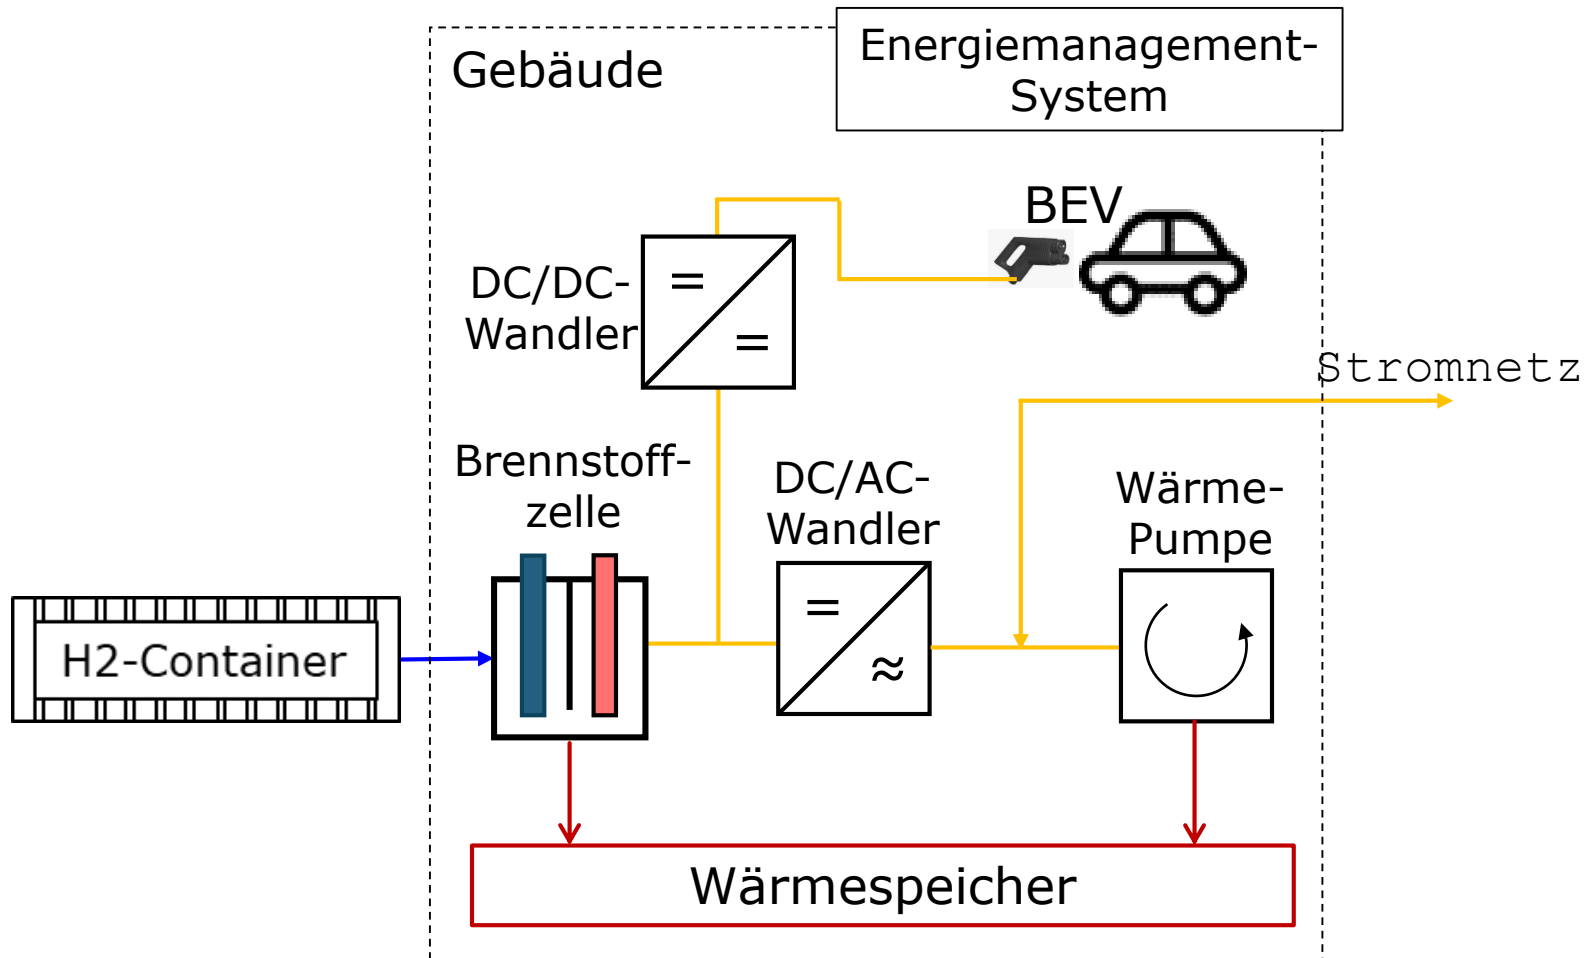 Energiemanagement-
System
Gebäude
BEV
DC/DC-
Wandler
=
=
Stromnetz
Brennstoff-
zelle
DC/AC-
Wandler
=
≈
Wärme-
Pumpe
H2-Container
Wärmespeicher